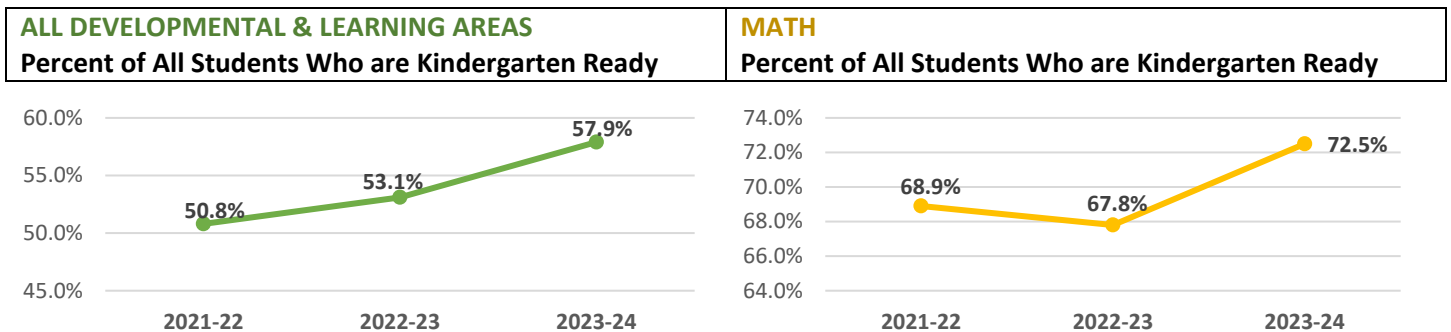 ALL DEVELOPMENTAL & LEARNING AREAS
Percent of All Students Who are Kindergarten Ready
60.0%
55.0%
50.0%
45.0%
50.8%
53.1%
57.9%
2021-22 2022-23 2023-24
MATH
Percent of All Students Who are Kindergarten Ready
74.0%
72.0%
70.0%
68.0%
66.0%
64.0%
68.9%
67.8%
72.5%
2021-22 2022-23 2023-24